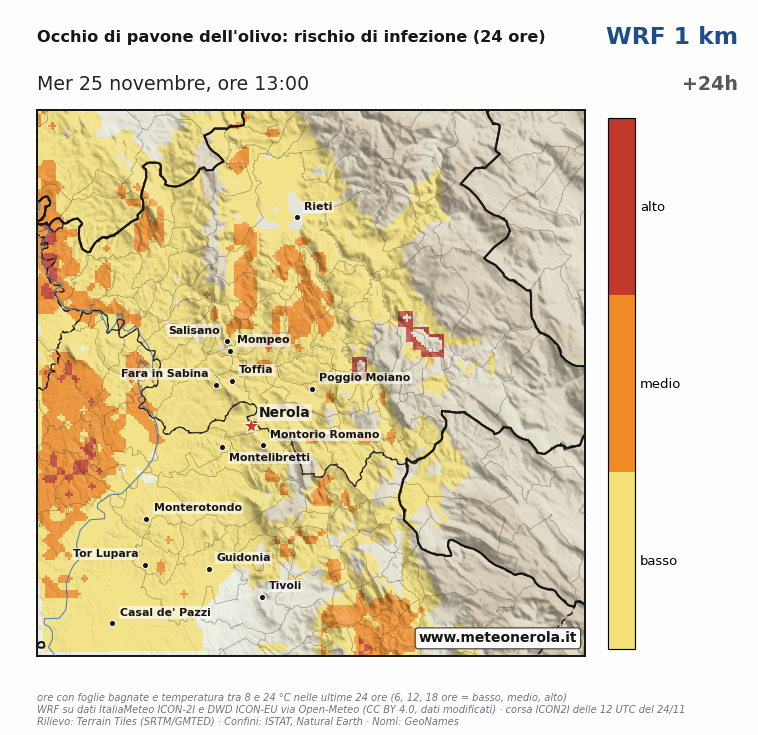 Occhio di pavone dell'olivo: rischio di infezione (24 ore)
WRF 1 km
Mer 25 novembre, ore 13:00
+24h
alto
medio
basso
Rieti
Salisano
Mompeo
Fara in Sabina
Toffia
Poggio Moiano
Nerola
Montorio Romano
Montelibretti
Monterotondo
Tor Lupara
Guidonia
Tivoli
Casal de' Pazzi
www.meteonerola.it
ore con foglie bagnate e temperatura tra 8 e 24 °C nelle ultime 24 ore (6, 12, 18 ore = basso, medio, alto)
WRF su dati ItaliaMeteo ICON-2I e DWD ICON-EU via Open-Meteo (CC BY 4.0, dati modificati) · corsa ICON2I delle 12 UTC del 24/11
Rilievo: Terrain Tiles (SRTM/GMTED) · Confini: ISTAT, Natural Earth · Nomi: GeoNames